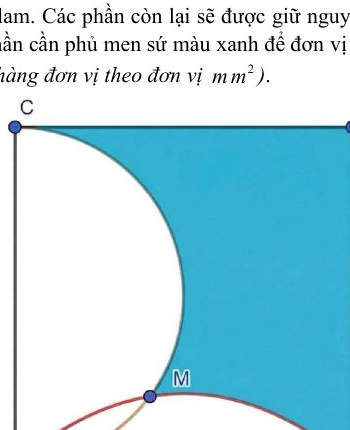 lam. Các phần còn lại sẽ được giữ nguy
ần cần phủ men sứ màu xanh để đơn vị
hàng đơn vị theo đơn vị mm²).
C
M